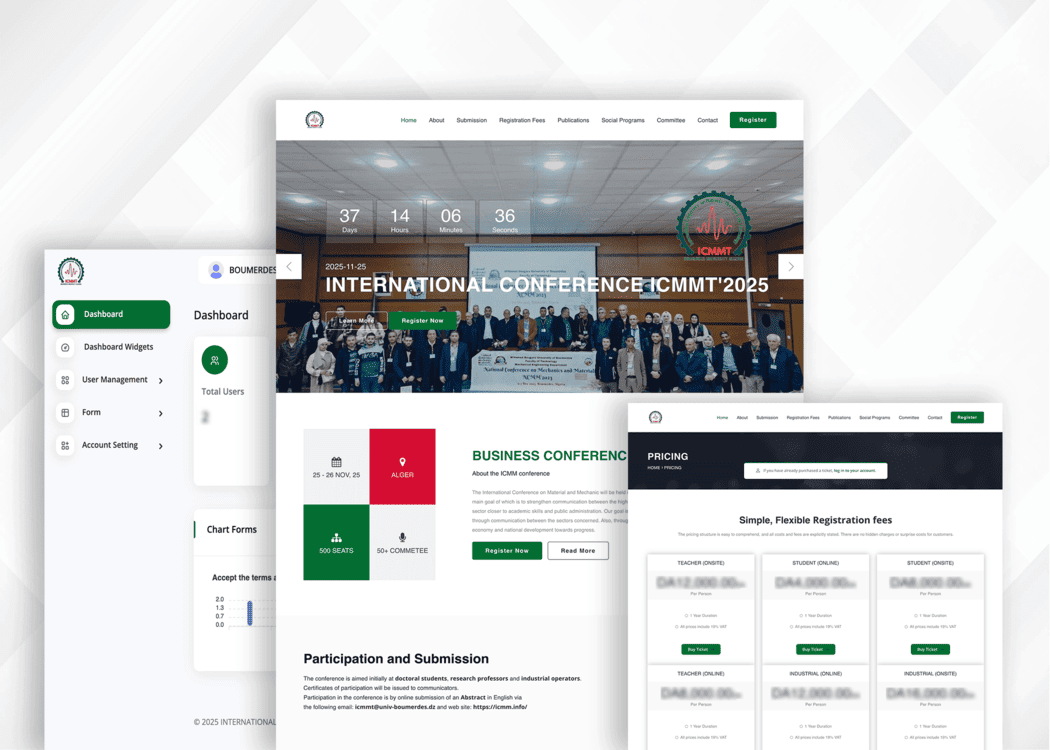 Home About Submission Registration Fees Publications Social Programs Committee Contact Register
ICMMT
37 14 06 36
Days Hours Minutes Seconds
ICMMT
2025-11-25
INTERNATIONAL CONFERENCE ICMMT'2025
Learn More Register Now
NCMM'2023
National Conference on Mechanics and Materials
NCMM'2023
25 - 26 NOV, 25
ALGER
500 SEATS
50+ COMMETEE
BUSINESS CONFERENC
About the ICMM conference
The International Conference on Material and Mechanic will be held
main goal of which is to strengthen communication between the high
sector closer to academic skills and public administration. Our goal is
through communication between the sectors concerned. Also, throug
economy and national development towards progress.
Register Now Read More
Participation and Submission
The conference is aimed initially at doctoral students, research professors and industrial operators.
Certificates of participation will be issued to communicators.
Participation in the conference is by online submission of an Abstract in English via
the following email: icmmt@univ-boumerdes.dz and web site: https://icmm.info/
ICMMT
BOUMERDES
Dashboard
Dashboard Widgets
User Management
Form
Account Setting
Dashboard
Total Users
2
Chart Forms
Accept the terms a
2.0
1.3
0.7
0.0
© 2025 INTERNATIONAL
Home About Submission Registration Fees Publications Social Programs Committee Contact Register
PRICING
HOME > PRICING
If you have already purchased a ticket, log in to your account.
Simple, Flexible Registration fees
The pricing structure is easy to comprehend, and all costs and fees are explicitly stated. There are no hidden charges or surprise costs for customers.
TEACHER (ONSITE)
DA12,000.00
Per Person
1 Year Duration
All prices include 19% VAT
Buy Ticket
STUDENT (ONLINE)
DA4,000.00
Per Person
1 Year Duration
All prices include 19% VAT
Buy Ticket
STUDENT (ONSITE)
DA8,000.00
Per Person
1 Year Duration
All prices include 19% VAT
Buy Ticket
TEACHER (ONLINE)
DA8,000.00
Per Person
1 Year Duration
All prices include 19% VAT
INDUSTRIAL (ONLINE)
DA12,000.00
Per Person
1 Year Duration
All prices include 19% VAT
INDUSTRIAL (ONSITE)
DA16,000.00
Per Person
1 Year Duration
All prices include 19% VAT